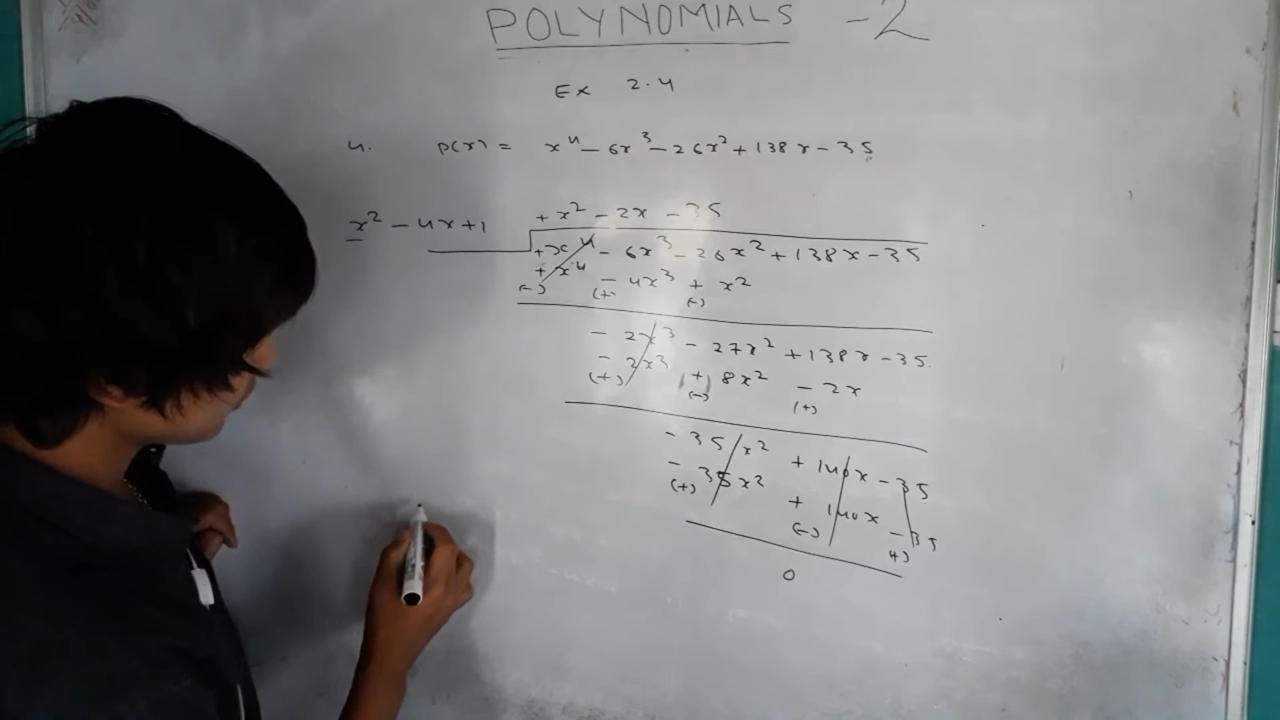 POLYNOMIALS - 2
Ex 2.4
4. p(x) = x⁴ - 6x³ - 26x² + 138x - 35
+ x² - 2x - 35
x² - 4x + 1
+ x⁴ - 6x³ - 26x² + 138x - 35
+ x⁴ - 4x³ + x²
(-) (+) (-)
- 2x³ - 27x² + 138x - 35
- 2x³ + 8x² - 2x
(+) (-) (+)
- 35x² + 140x - 35
- 35x² + 140x - 35
(+) (-) (+)
0